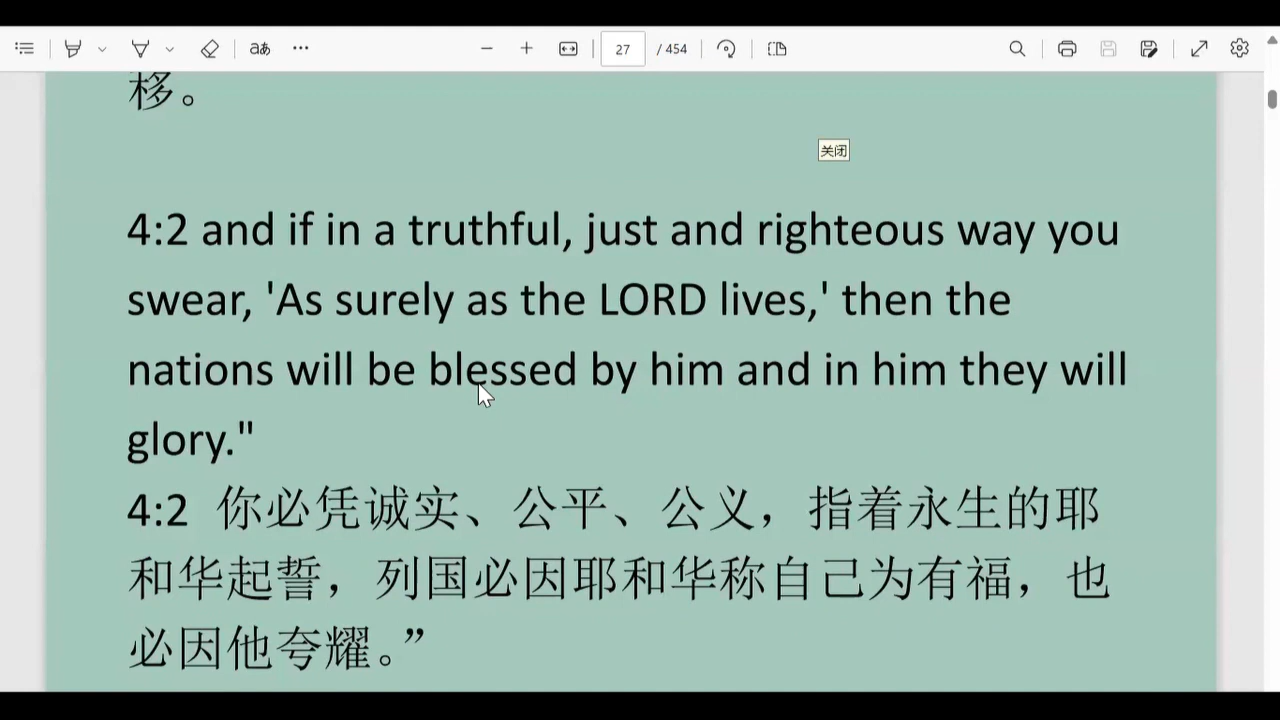 aあ
27
/ 454
移。
关闭
4:2 and if in a truthful, just and righteous way you
swear, 'As surely as the LORD lives,' then the
nations will be blessed by him and in him they will
glory."
4:2 你必凭诚实、公平、公义，指着永生的耶
和华起誓，列国必因耶和华称自己为有福，也
必因他夸耀。”